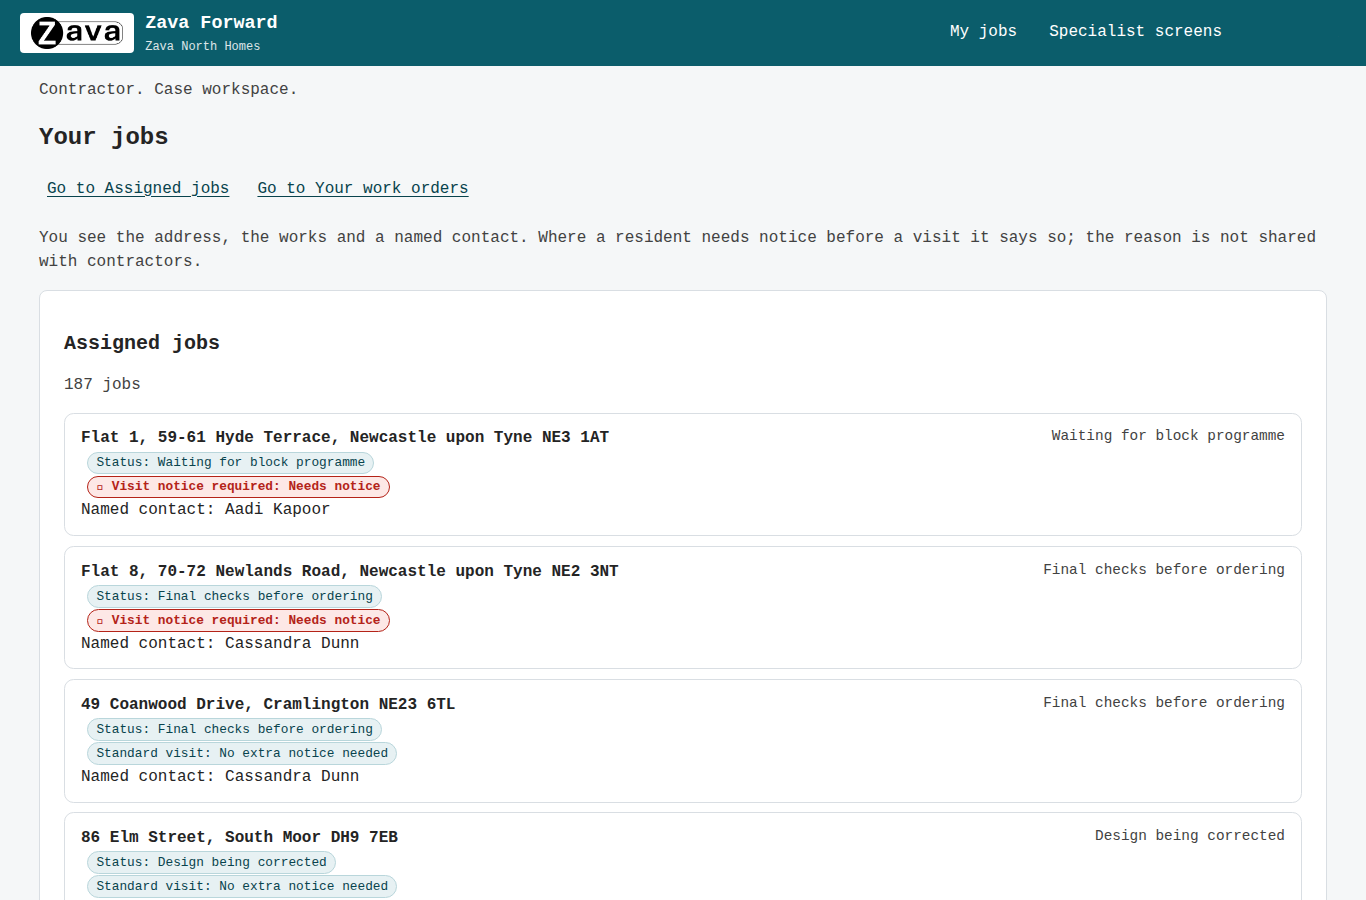 Zava
Zava Forward
Zava North Homes
My jobs
Specialist screens
Contractor. Case workspace.
Your jobs
Go to Assigned jobs
Go to Your work orders
You see the address, the works and a named contact. Where a resident needs notice before a visit it says so; the reason is not shared
with contractors.
Assigned jobs
187 jobs
Flat 1, 59-61 Hyde Terrace, Newcastle upon Tyne NE3 1AT
Waiting for block programme
Status: Waiting for block programme
Visit notice required: Needs notice
Named contact: Aadi Kapoor
Flat 8, 70-72 Newlands Road, Newcastle upon Tyne NE2 3NT
Final checks before ordering
Status: Final checks before ordering
Visit notice required: Needs notice
Named contact: Cassandra Dunn
49 Coanwood Drive, Cramlington NE23 6TL
Final checks before ordering
Status: Final checks before ordering
Standard visit: No extra notice needed
Named contact: Cassandra Dunn
86 Elm Street, South Moor DH9 7EB
Design being corrected
Status: Design being corrected
Standard visit: No extra notice needed